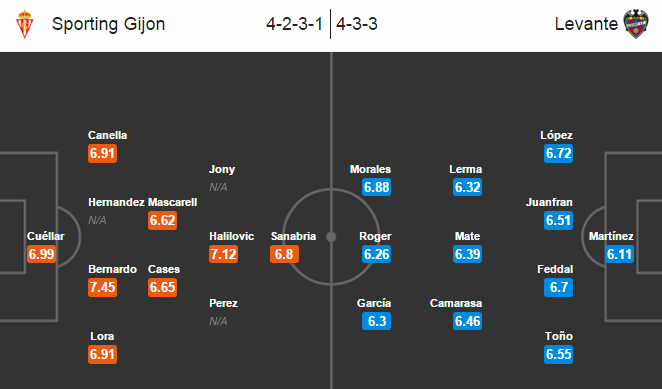 Sporting Gijon
4-2-3-1
4-3-3
Levante
Canella
6.91
Hernandez
N/A
Mascarell
6.62
Cuéllar
6.99
Bernardo
7.45
Cases
6.65
Lora
6.91
Jony
N/A
Halilovic
7.12
Sanabria
6.8
Perez
N/A
Morales
6.88
Roger
6.26
García
6.3
Lerma
6.32
Mate
6.39
Camarasa
6.46
López
6.72
Juanfran
6.51
Martínez
6.11
Feddal
6.7
Toño
6.55